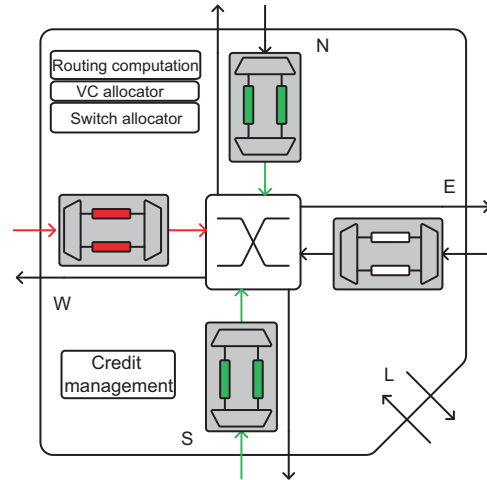 N
Routing computation
VC allocator
Switch allocator
E
W
Credit
management
L
S